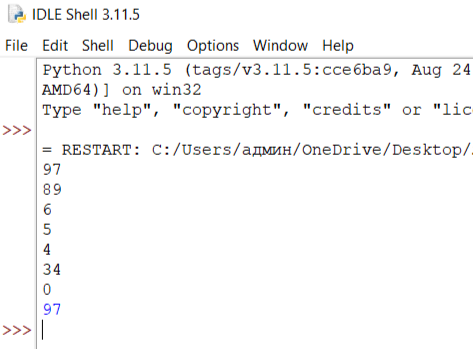 IDLE Shell 3.11.5
File Edit Shell Debug Options Window Help
Python 3.11.5 (tags/v3.11.5:cce6ba9, Aug 24
AMD64)] on win32
Type "help", "copyright", "credits" or "lic
>>>
= RESTART: C:/Users/админ/OneDrive/Desktop/
97
89
6
5
4
34
0
97
>>>